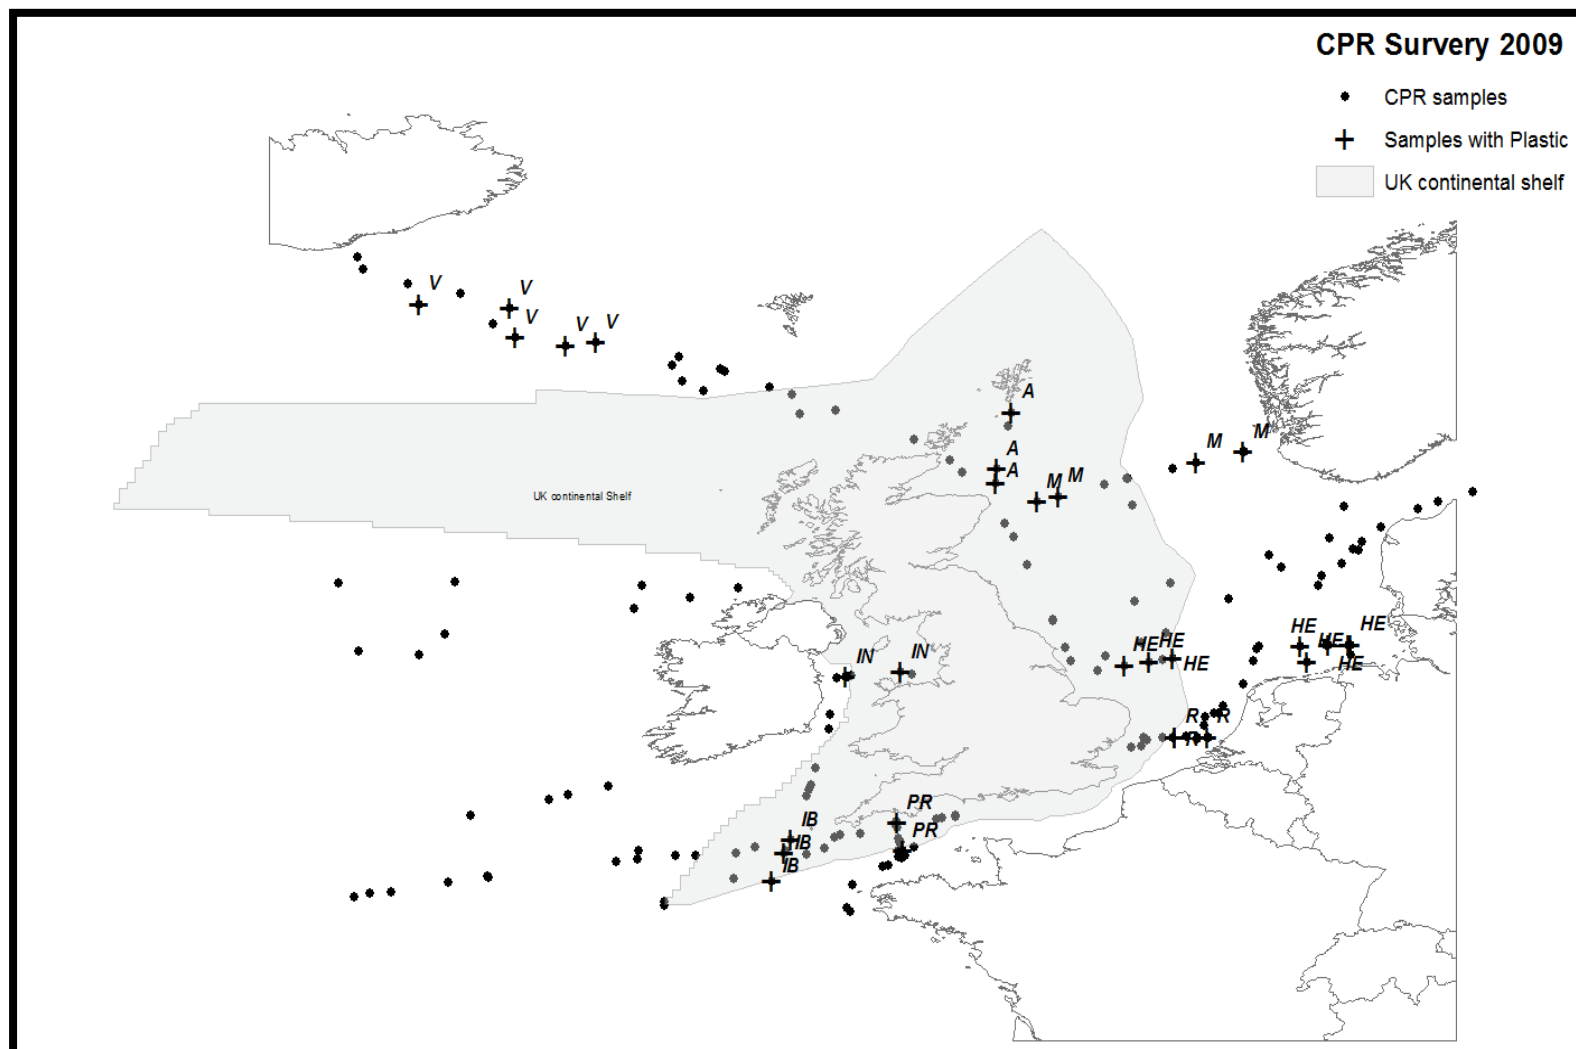 CPR Survery 2009
CPR samples
Samples with Plastic
UK continental shelf
V
V
V
V
V
A
A
A
M
M
M
M
UK continental Shelf
HE
HE
HE
HE
HE
HE
HE
IN
IN
R
R
R
PR
PR
IB
IB
IB